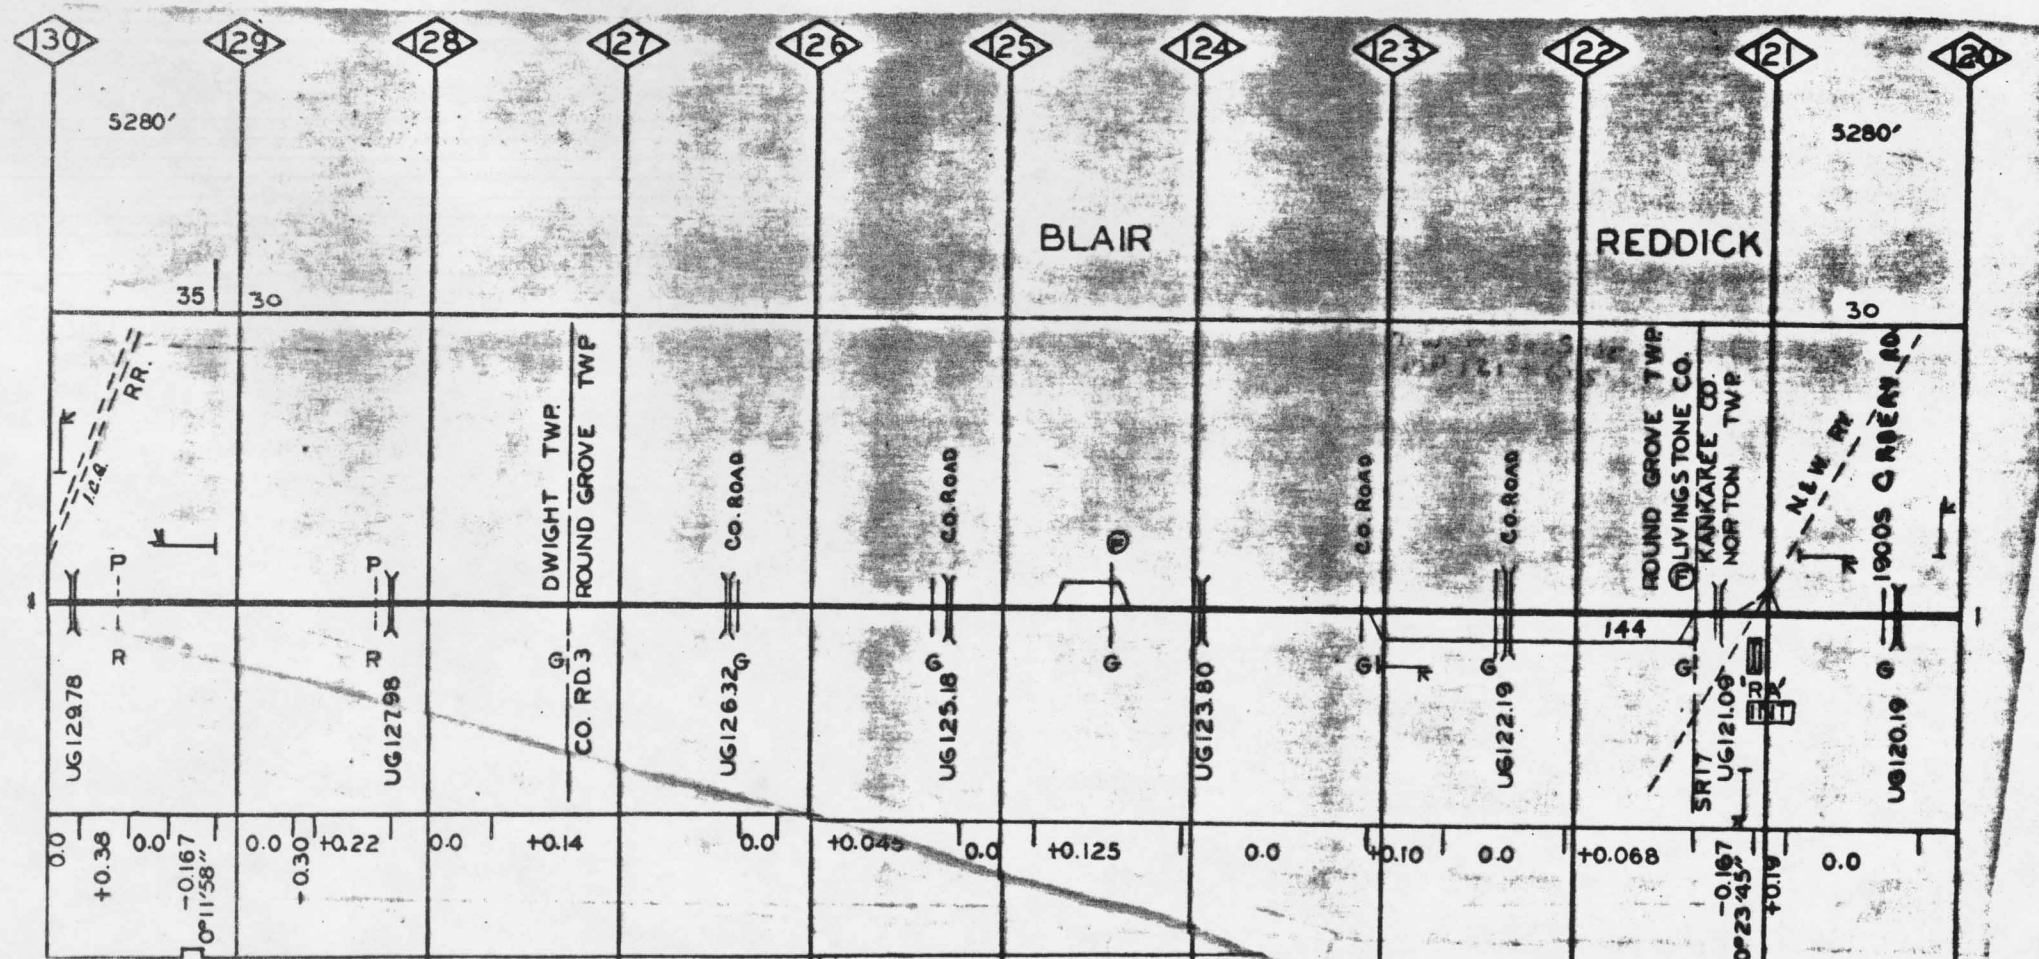 130 129 128 127 126 125 124 123 122 121 120
5280' 5280'
BLAIR REDDICK
35 30 30
I.C.G. RR.
DWIGHT TWP.
ROUND GROVE TWP
CO. ROAD
CO. ROAD
CO. ROAD
CO. ROAD
ROUND GROVE TWP.
LIVINGSTONE CO.
KANKAKEE CO.
NORTON TWP
N&W RY.
P P
144
R R G G G G G G G R R G
UG129.78
UG127.98
CO. RD. 3
UG126.32
UG125.18
UG123.80
UG122.19
SR17
UG121.09
UG120.19
0.0 +0.38 0.0 -0.167 0.0 -0.30 +0.22 0.0 +0.14 0.0 +0.045 0.0 +0.125 0.0 +0.10 0.0 +0.068 -0.167 +0.19 0.0
0°11'58" 0°23'45"